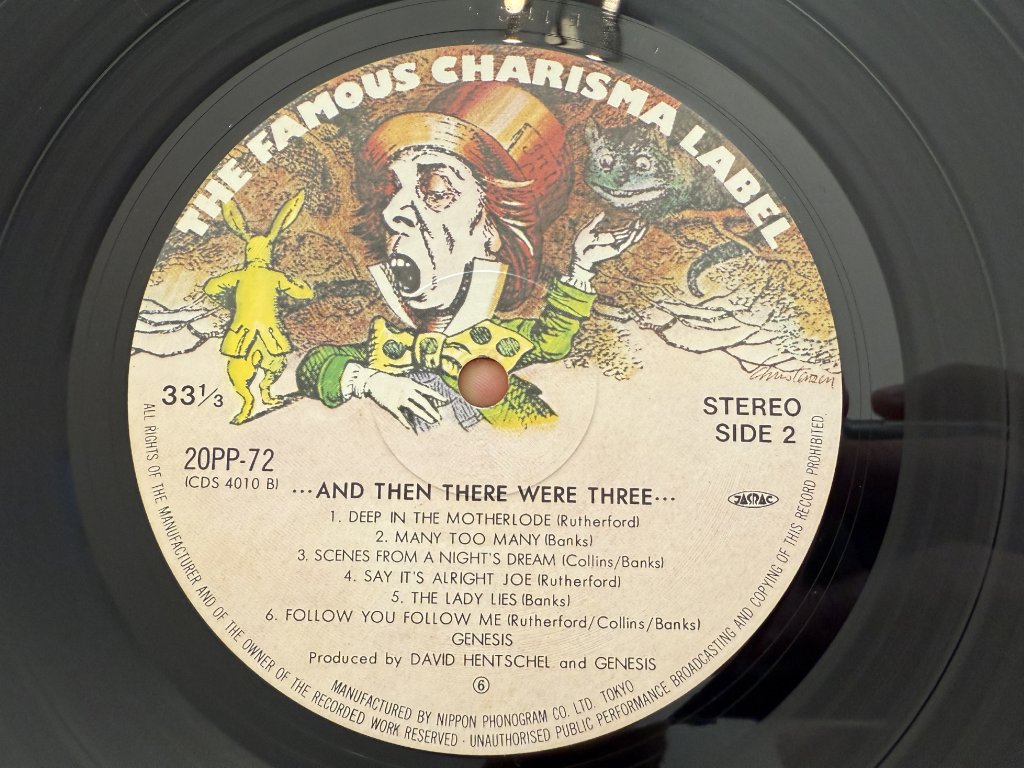 THE FAMOUS CHARISMA LABEL
Christensen
33⅓
STEREO
SIDE 2
20PP-72
(CDS 4010 B)
...AND THEN THERE WERE THREE...
JASRAC
1. DEEP IN THE MOTHERLODE (Rutherford)
2. MANY TOO MANY (Banks)
3. SCENES FROM A NIGHT'S DREAM (Collins/Banks)
4. SAY IT'S ALRIGHT JOE (Rutherford)
5. THE LADY LIES (Banks)
6. FOLLOW YOU FOLLOW ME (Rutherford/Collins/Banks)
GENESIS
Produced by DAVID HENTSCHEL and GENESIS
⑥
MANUFACTURED BY NIPPON PHONOGRAM CO. LTD. TOKYO
ALL RIGHTS OF THE MANUFACTURER AND OF THE OWNER OF THE RECORDED WORK RESERVED · UNAUTHORISED PUBLIC PERFORMANCE BROADCASTING AND COPYING OF THIS RECORD PROHIBITED.